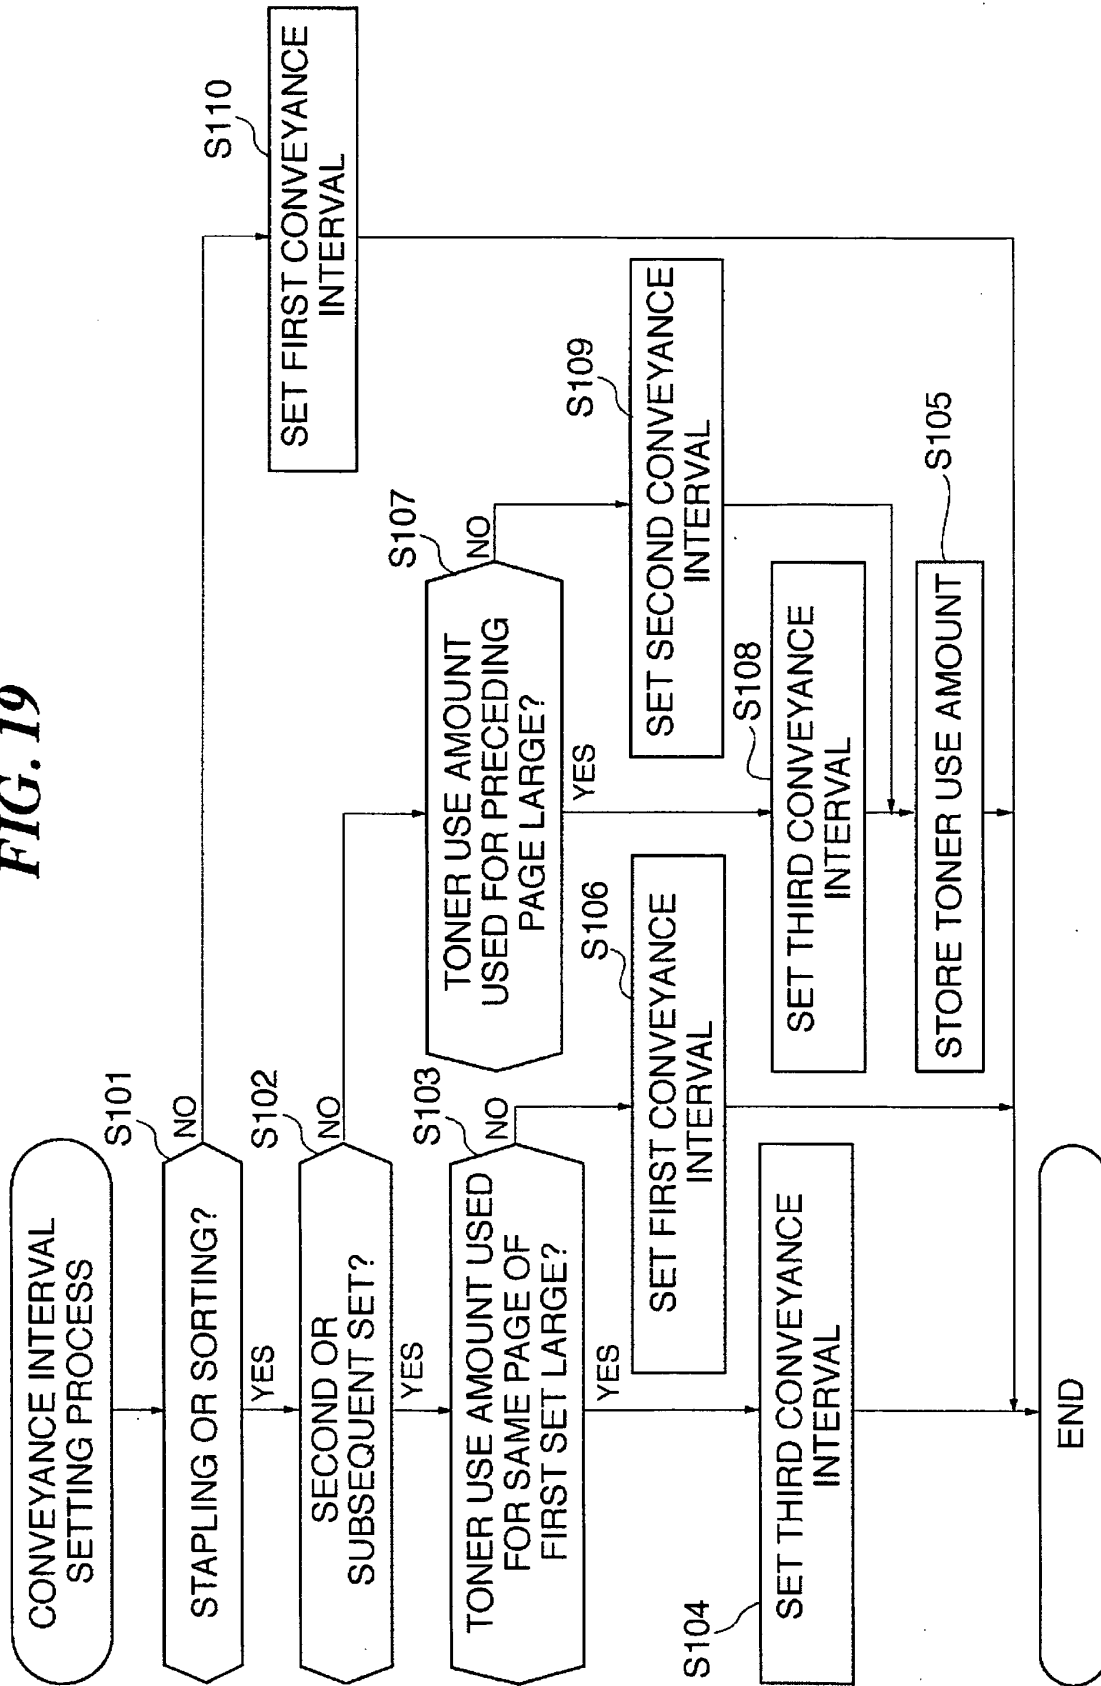 FIG. 19
CONVEYANCE INTERVAL
SETTING PROCESS
S101
STAPLING OR SORTING?
NO
YES
S102
SECOND OR
SUBSEQUENT SET?
NO
YES
S103
TONER USE AMOUNT USED
FOR SAME PAGE OF
FIRST SET LARGE?
NO
YES
S104
SET THIRD CONVEYANCE
INTERVAL
S106
SET FIRST CONVEYANCE
INTERVAL
S107
TONER USE AMOUNT
USED FOR PRECEDING
PAGE LARGE?
NO
YES
S108
SET THIRD CONVEYANCE
INTERVAL
S109
SET SECOND CONVEYANCE
INTERVAL
S105
STORE TONER USE AMOUNT
S110
SET FIRST CONVEYANCE
INTERVAL
END